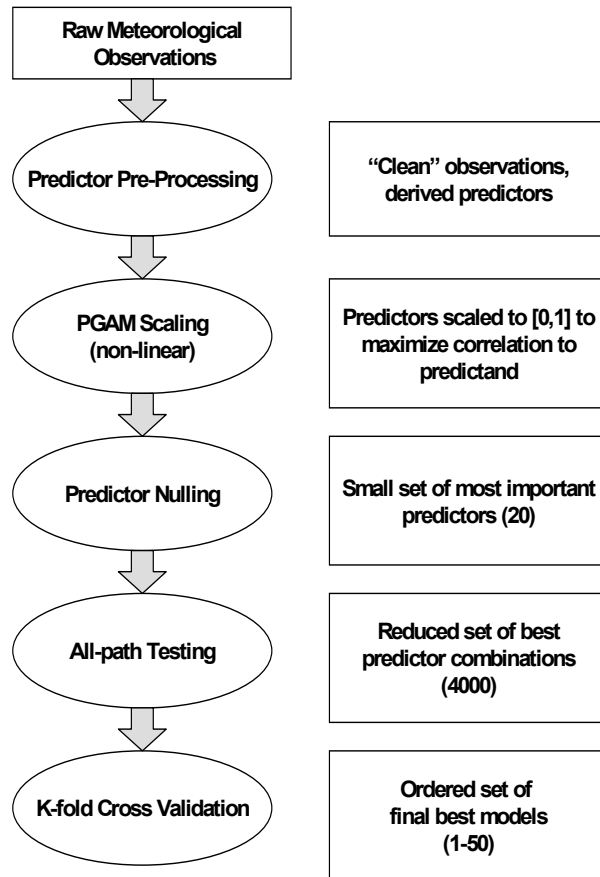 Raw Meteorological
Observations
Predictor Pre-Processing
“Clean” observations,
derived predictors
PGAM Scaling
(non-linear)
Predictors scaled to [0,1] to
maximize correlation to
predictand
Predictor Nulling
Small set of most important
predictors (20)
All-path Testing
Reduced set of best
predictor combinations
(4000)
K-fold Cross Validation
Ordered set of
final best models
(1-50)